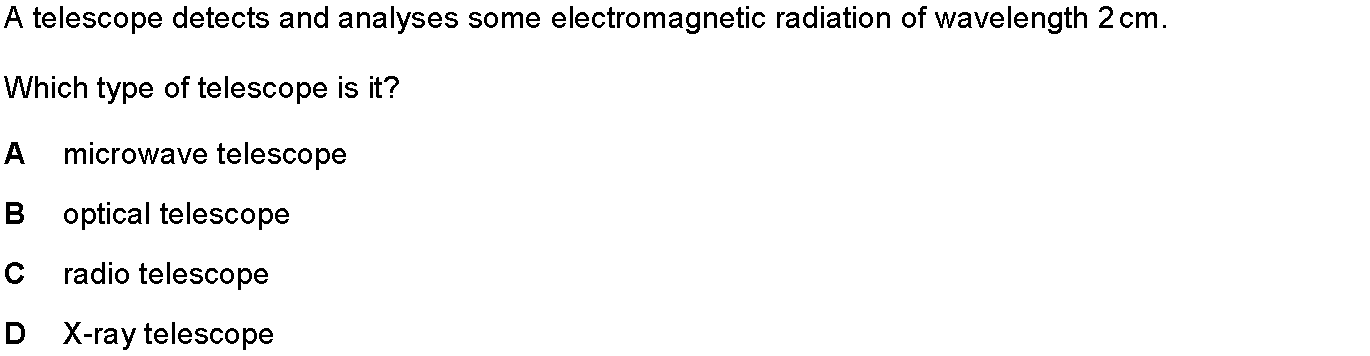 A telescope detects and analyses some electromagnetic radiation of wavelength 2 cm.
Which type of telescope is it?
A microwave telescope
B optical telescope
C radio telescope
D X-ray telescope